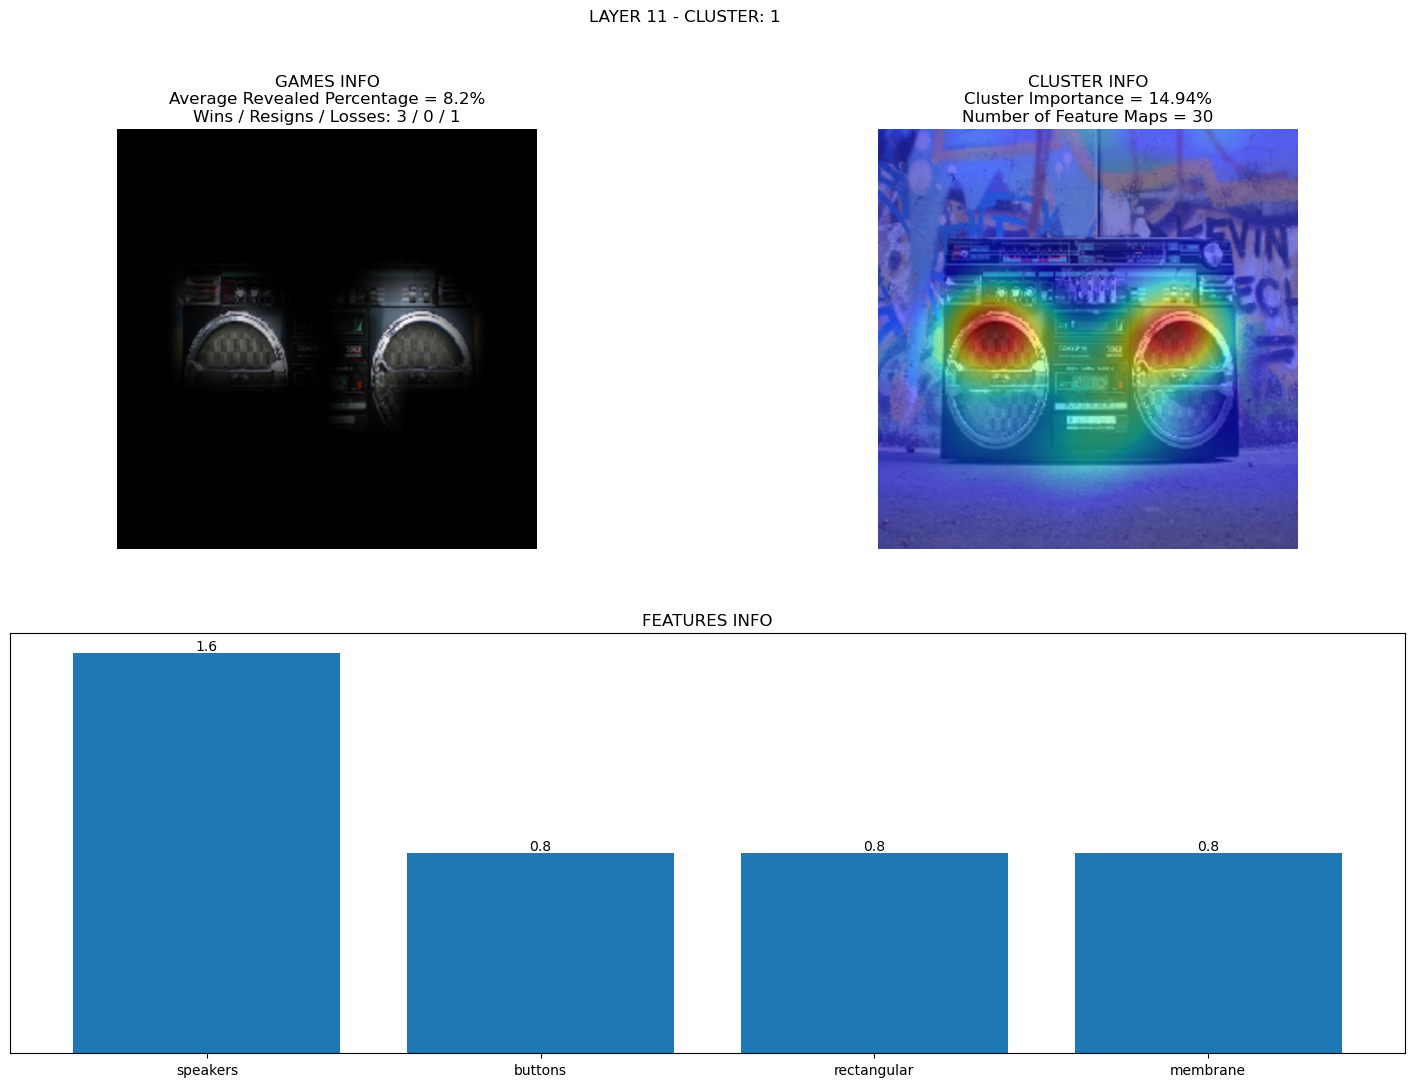 LAYER 11 - CLUSTER: 1
GAMES INFO
Average Revealed Percentage = 8.2%
Wins / Resigns / Losses: 3 / 0 / 1
CLUSTER INFO
Cluster Importance = 14.94%
Number of Feature Maps = 30
EVIN
ECH
FEATURES INFO
1.6
0.8
0.8
0.8
speakers
buttons
rectangular
membrane